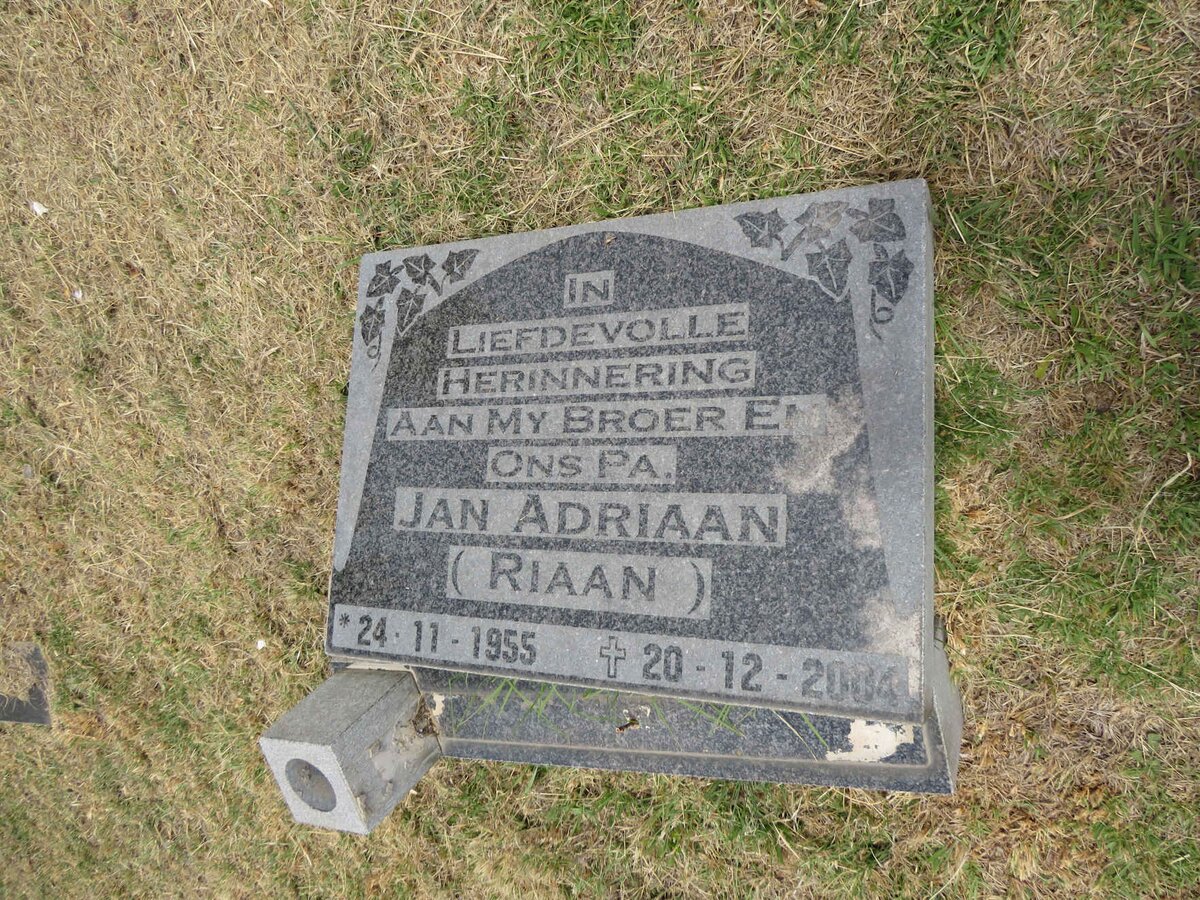 In
Liefdevolle
Herinnering
Aan My Broer En
Ons Pa.
Jan Adriaan
( Riaan )
* 24 - 11 - 1955 ✝ 20 - 12 - 2004